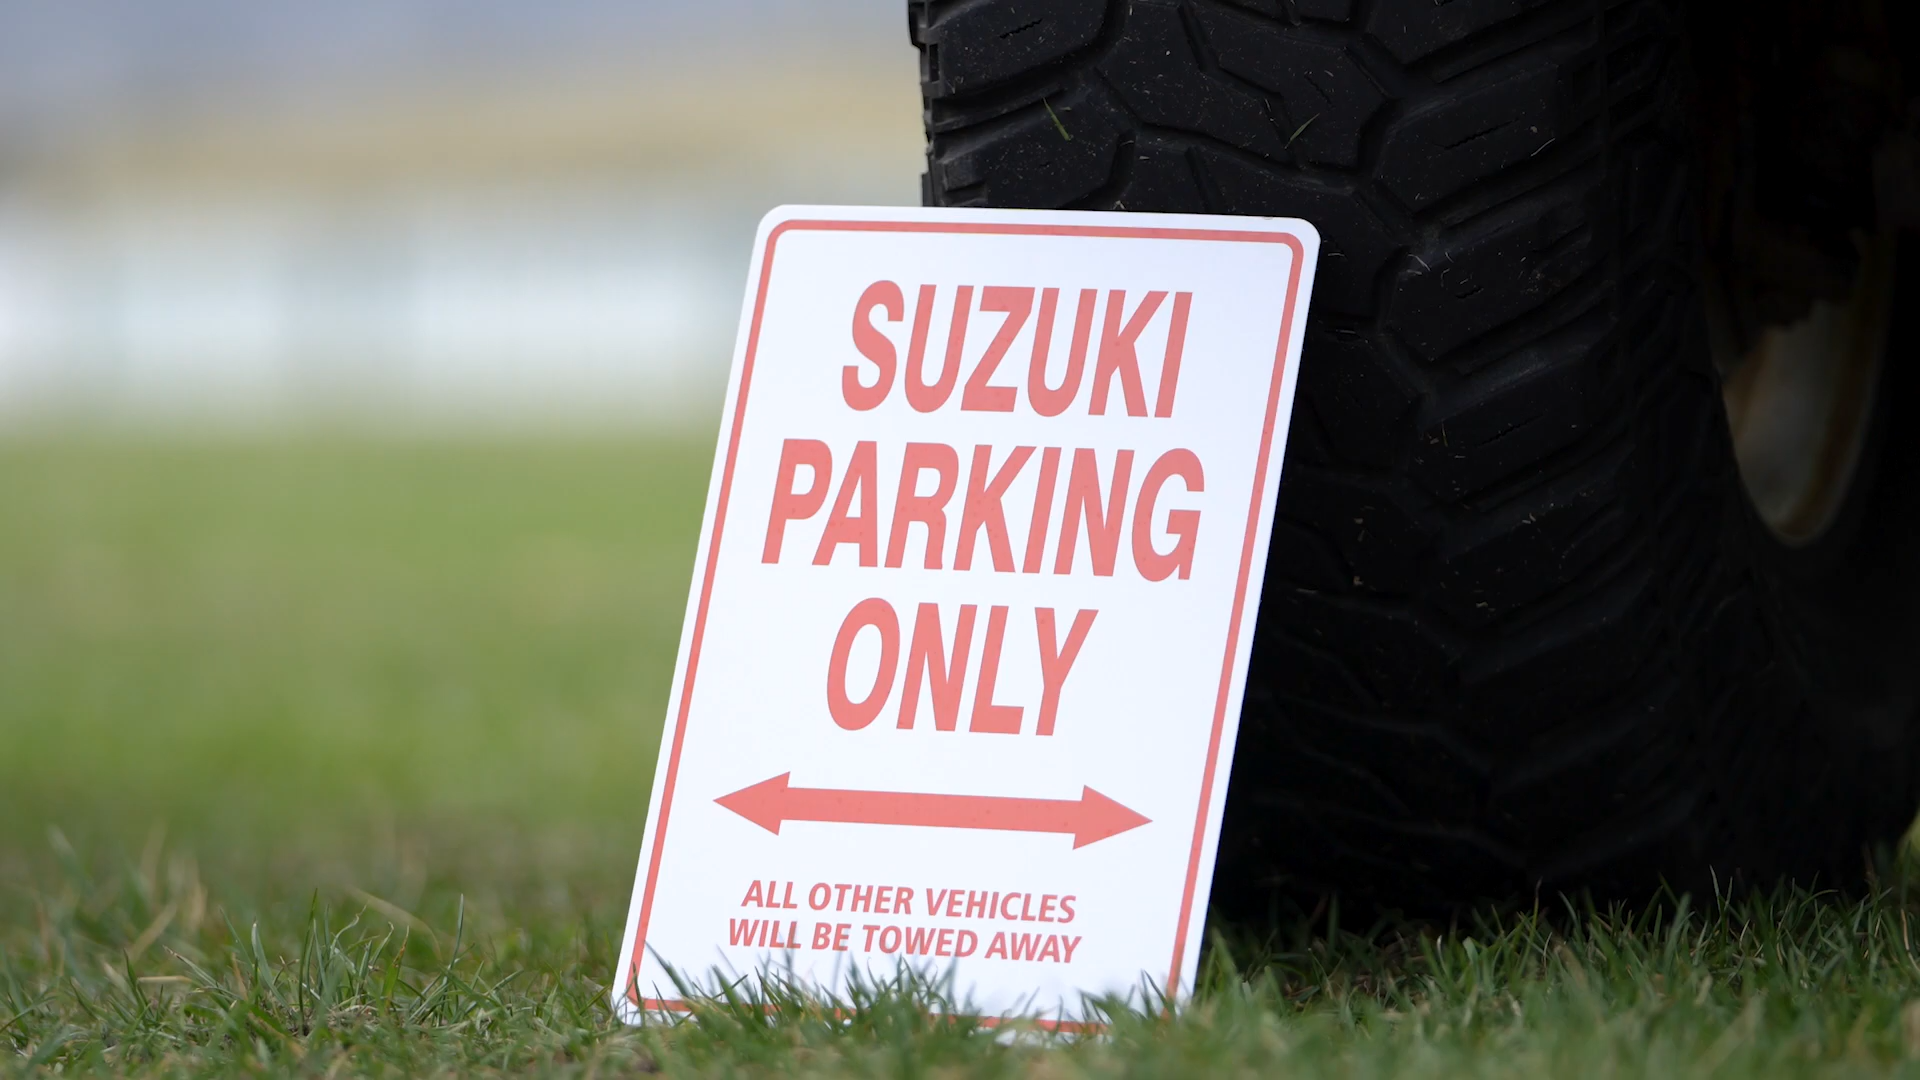 SUZUKI
PARKING
ONLY
ALL OTHER VEHICLES
WILL BE TOWED AWAY